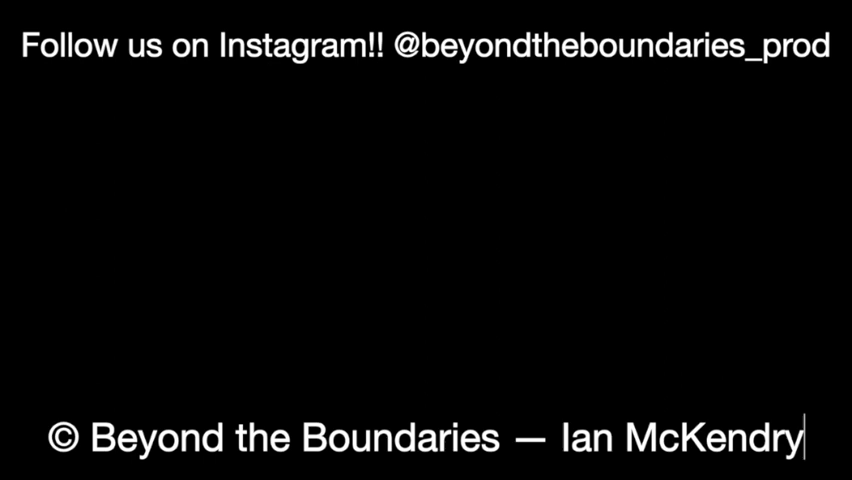 Follow us on Instagram!! @beyondtheboundaries_prod
© Beyond the Boundaries — Ian McKendry